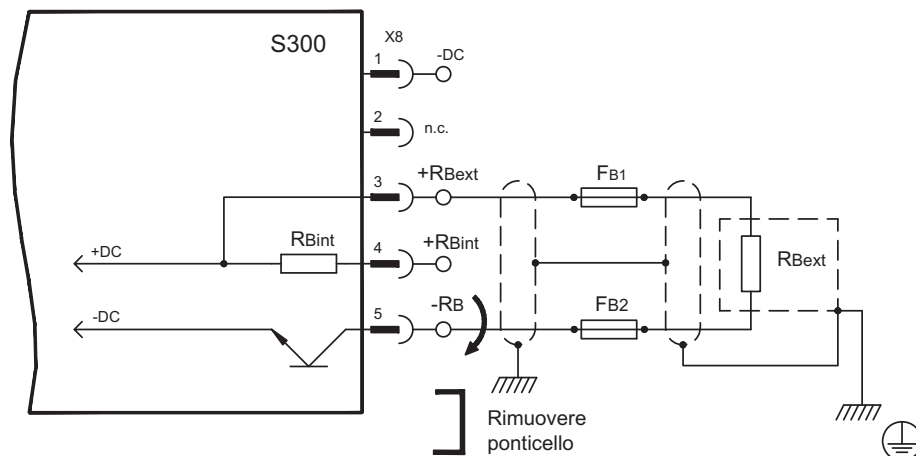 S300
X8
1
-DC
2
n.c.
3
+RBext
FB1
+DC
RBint
4
+RBint
RBext
-DC
5
-RB
FB2
Rimuovere
ponticello